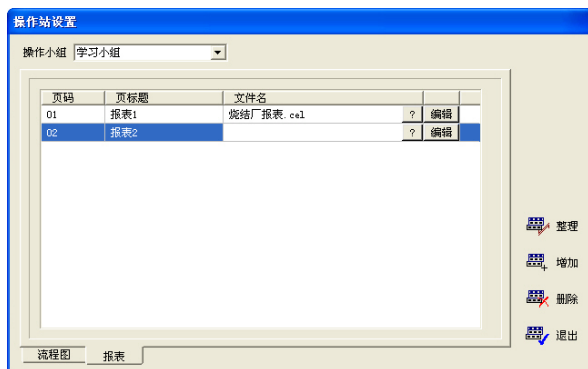 操作站设置
操作小组 学习小组
页码 页标题 文件名
01 报表1 烧结厂报表.cel ? 编辑
02 报表2 ? 编辑
整理
增加
删除
退出
流程图 报表